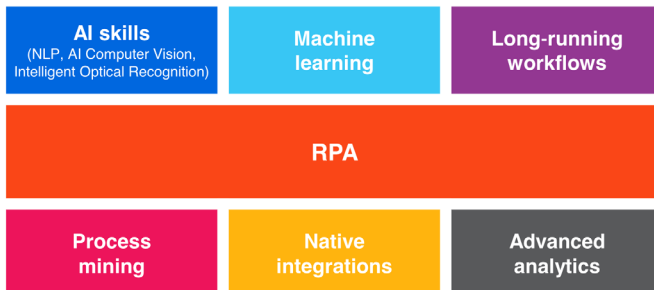 AI skills
(NLP, AI Computer Vision,
Intelligent Optical Recognition)
Machine
learning
Long-running
workflows
RPA
Process
mining
Native
integrations
Advanced
analytics